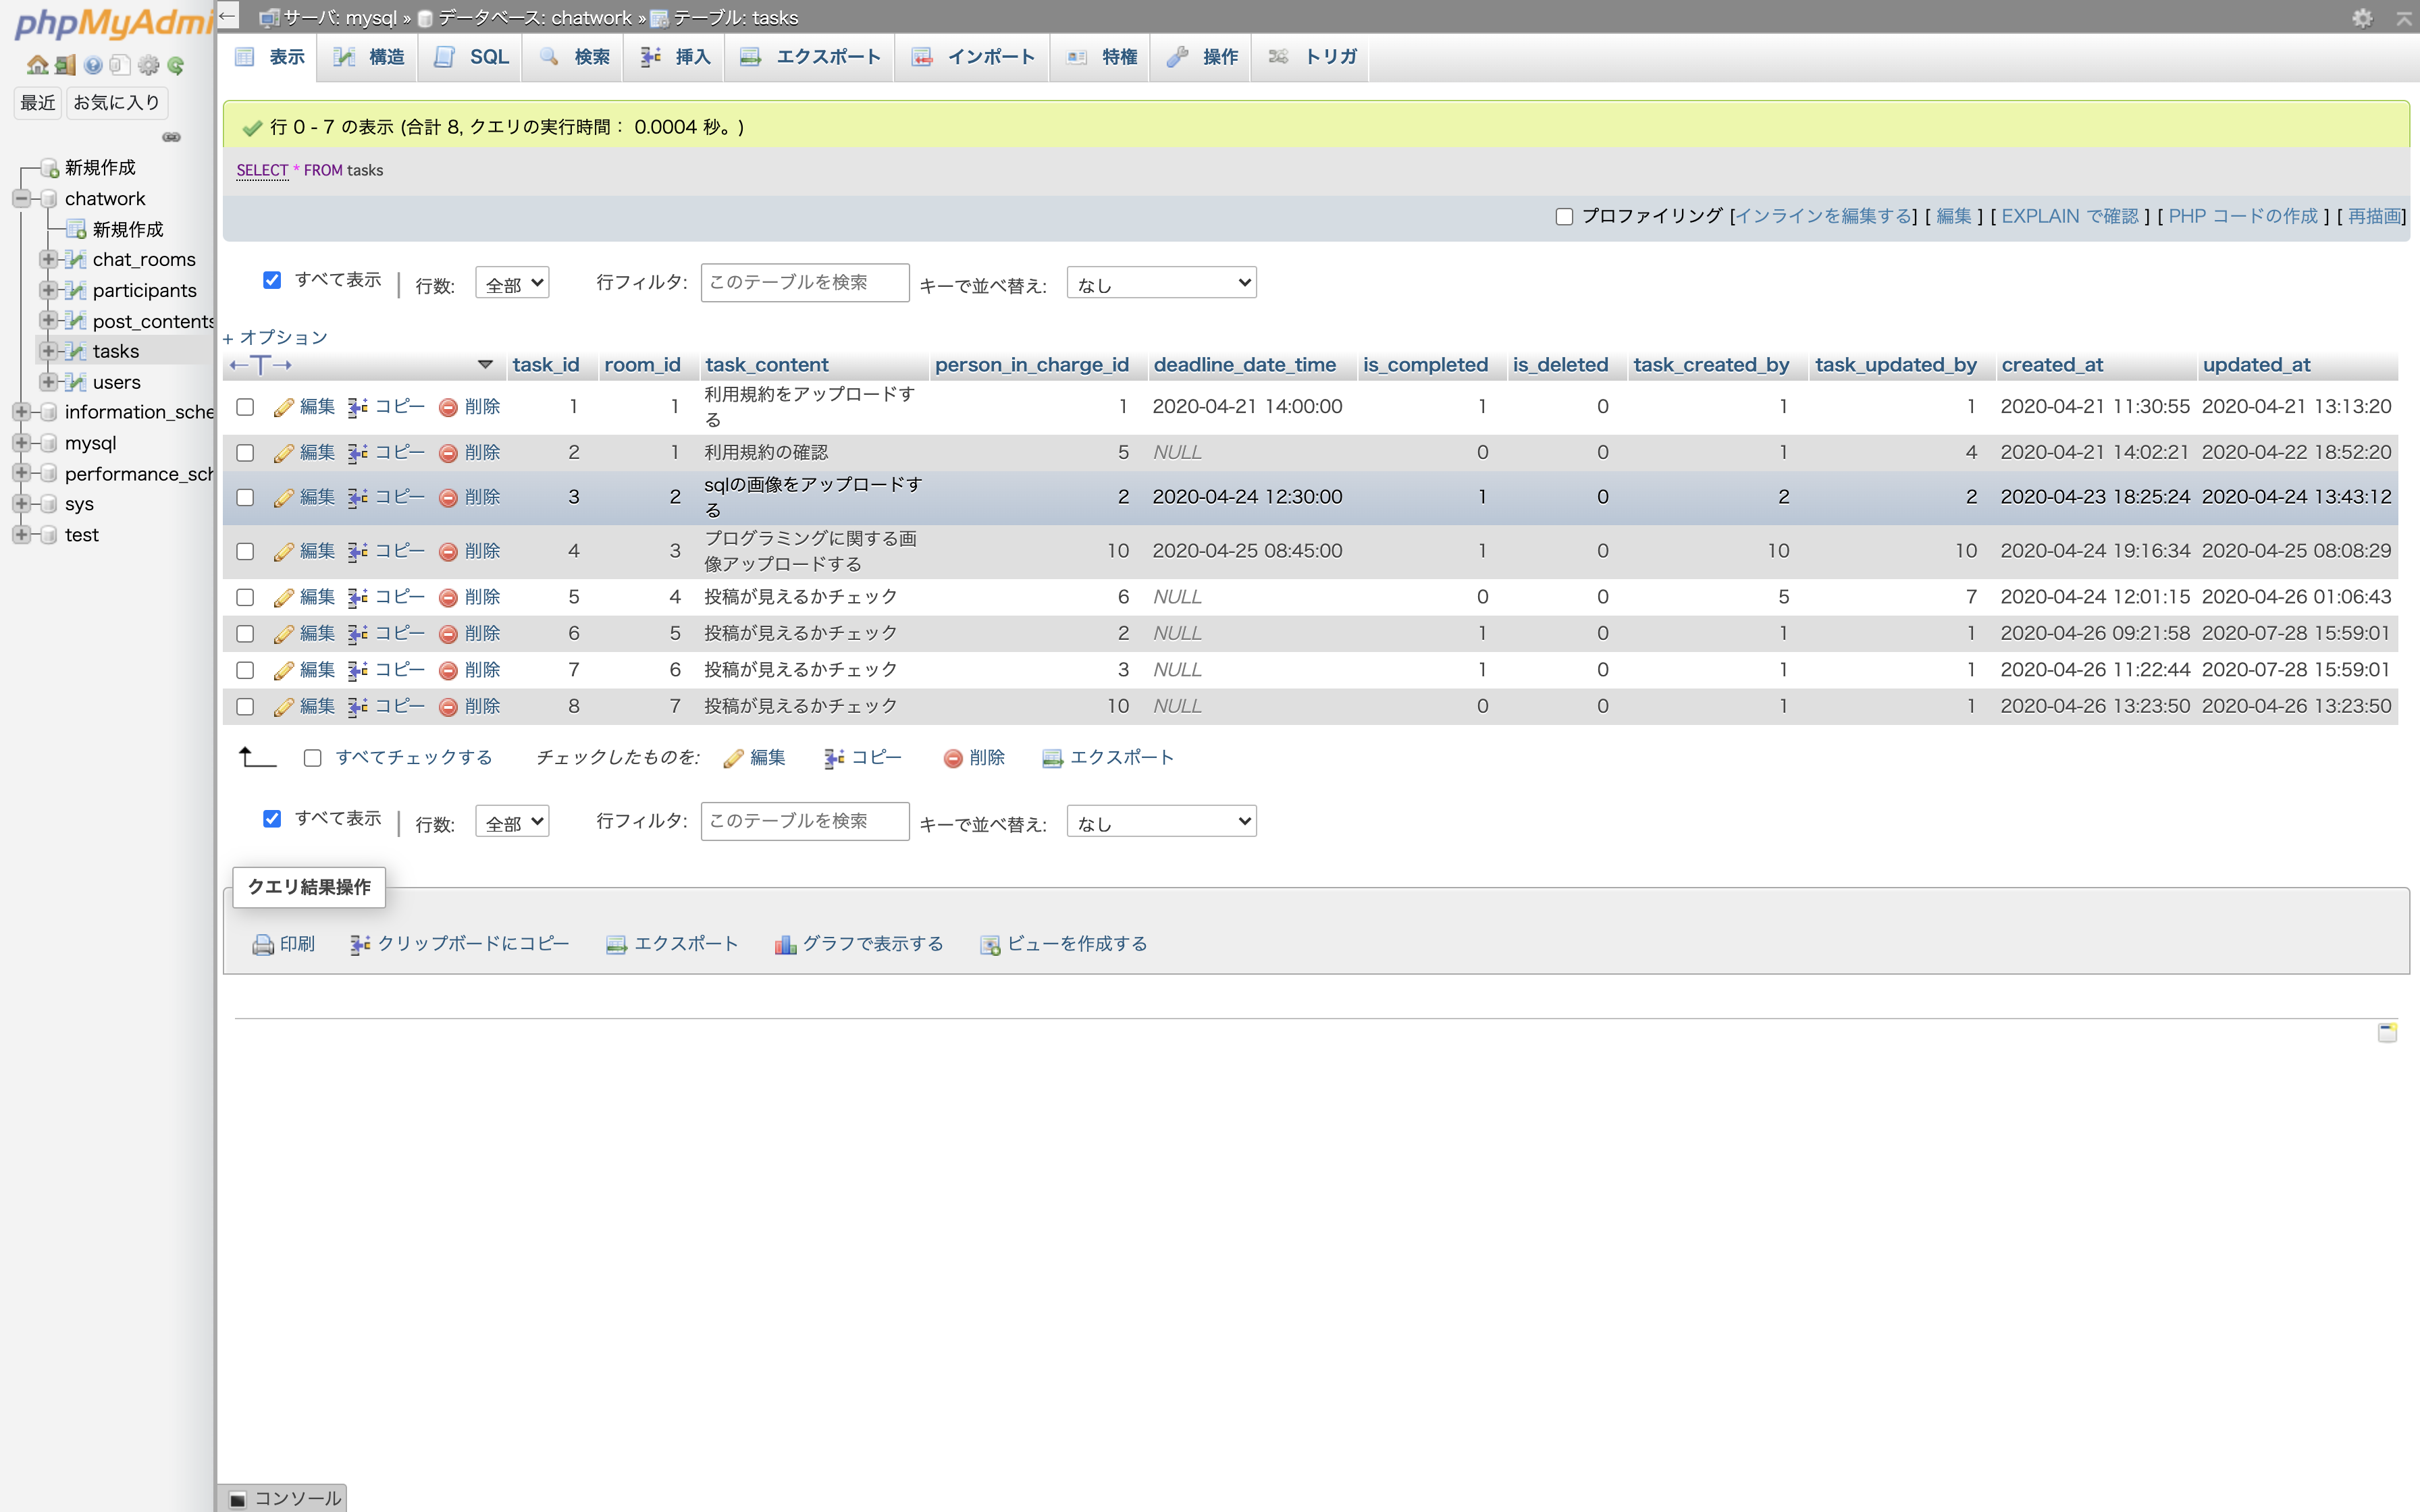 phpMyAdmi
最近 お気に入り
新規作成
chatwork
新規作成
chat_rooms
participants
post_contents
tasks
users
information_sche
mysql
performance_sch
sys
test
サーバ: mysql » データベース: chatwork » テーブル: tasks
表示 構造 SQL 検索 挿入 エクスポート インポート 特権 操作 トリガ
行 0 - 7 の表示 (合計 8, クエリの実行時間： 0.0004 秒。)
SELECT * FROM tasks
プロファイリング [インラインを編集する] [ 編集 ] [ EXPLAIN で確認 ] [ PHP コードの作成 ] [ 再描画]
すべて表示 | 行数: 全部 行フィルタ: このテーブルを検索 キーで並べ替え: なし
+ オプション
←T→ task_id room_id task_content person_in_charge_id deadline_date_time is_completed is_deleted task_created_by task_updated_by created_at updated_at
編集 コピー 削除 1 1 利用規約をアップロードす
る 1 2020-04-21 14:00:00 1 0 1 1 2020-04-21 11:30:55 2020-04-21 13:13:20
編集 コピー 削除 2 1 利用規約の確認 5 NULL 0 0 1 4 2020-04-21 14:02:21 2020-04-22 18:52:20
編集 コピー 削除 3 2 sqlの画像をアップロードす
る 2 2020-04-24 12:30:00 1 0 2 2 2020-04-23 18:25:24 2020-04-24 13:43:12
編集 コピー 削除 4 3 プログラミングに関する画
像アップロードする 10 2020-04-25 08:45:00 1 0 10 10 2020-04-24 19:16:34 2020-04-25 08:08:29
編集 コピー 削除 5 4 投稿が見えるかチェック 6 NULL 0 0 5 7 2020-04-24 12:01:15 2020-04-26 01:06:43
編集 コピー 削除 6 5 投稿が見えるかチェック 2 NULL 1 0 1 1 2020-04-26 09:21:58 2020-07-28 15:59:01
編集 コピー 削除 7 6 投稿が見えるかチェック 3 NULL 1 0 1 1 2020-04-26 11:22:44 2020-07-28 15:59:01
編集 コピー 削除 8 7 投稿が見えるかチェック 10 NULL 0 0 1 1 2020-04-26 13:23:50 2020-04-26 13:23:50
すべてチェックする チェックしたものを: 編集 コピー 削除 エクスポート
すべて表示 | 行数: 全部 行フィルタ: このテーブルを検索 キーで並べ替え: なし
クエリ結果操作
印刷 クリップボードにコピー エクスポート グラフで表示する ビューを作成する
コンソール